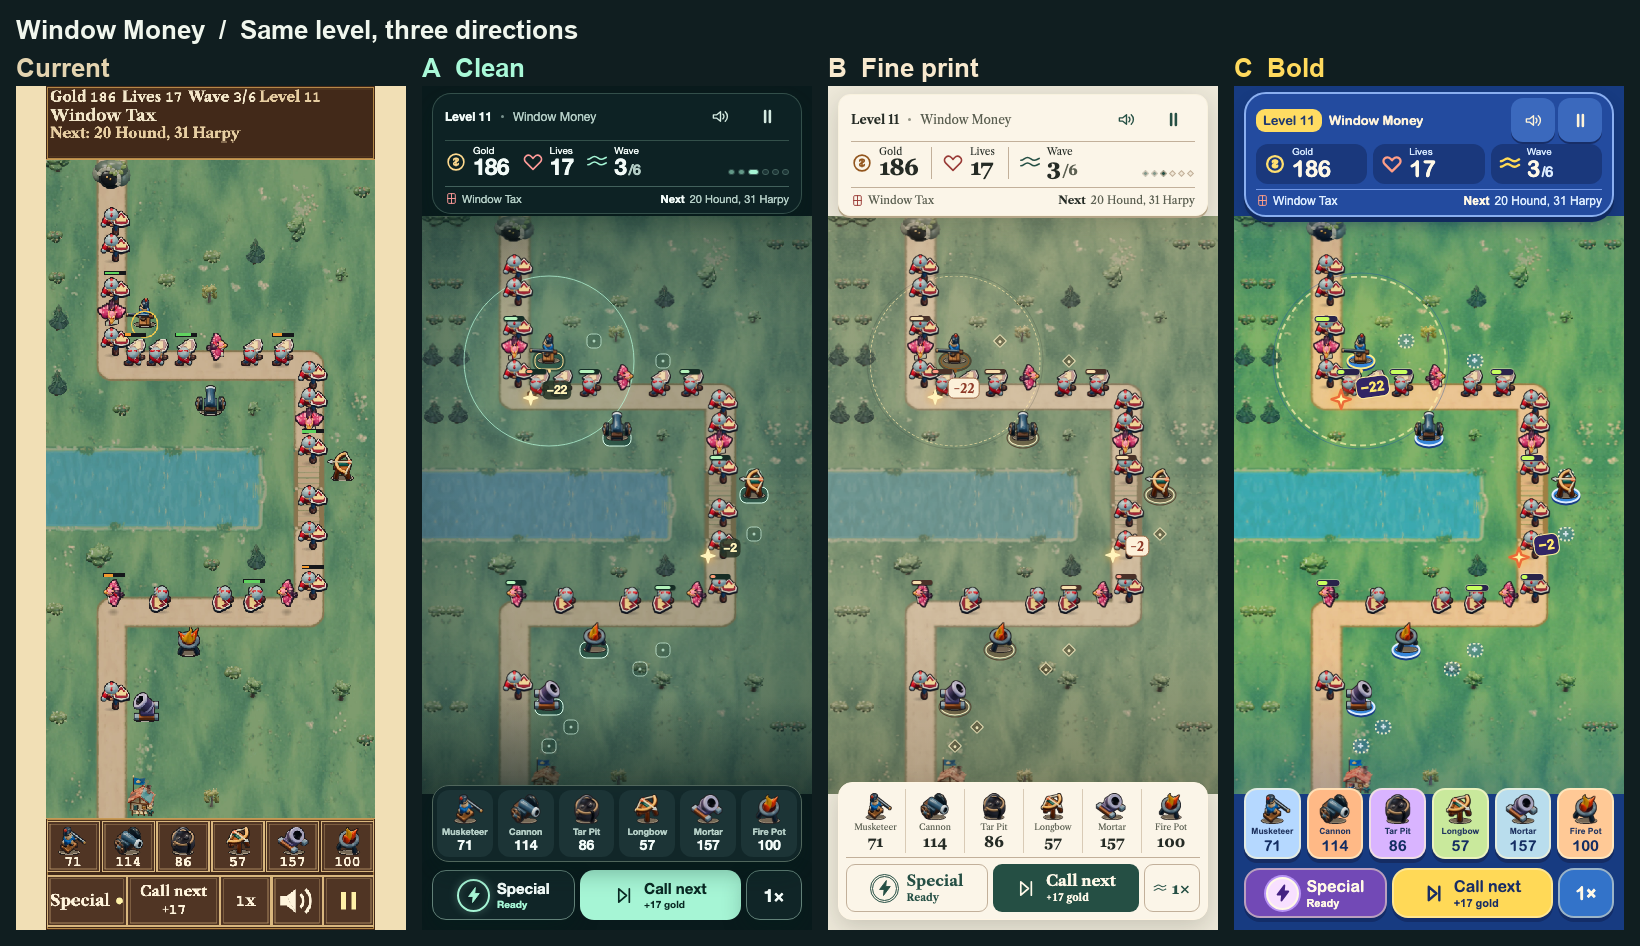 Window Money / Same level, three directions
Current
Gold 186 Lives 17 Wave 3/6 Level 11
Window Tax
Next: 20 Hound, 31 Harpy
71
114
86
57
157
100
Special
Call next
+17
1x
A Clean
Level 11 • Window Money
Gold
186
Lives
17
Wave
3/6
Window Tax
Next 20 Hound, 31 Harpy
-22
-2
Musketeer
71
Cannon
114
Tar Pit
86
Longbow
57
Mortar
157
Fire Pot
100
Special
Ready
Call next
+17 gold
1x
B Fine print
Level 11 • Window Money
Gold
186
Lives
17
Wave
3/6
Window Tax
Next 20 Hound, 31 Harpy
-22
-2
Musketeer
71
Cannon
114
Tar Pit
86
Longbow
57
Mortar
157
Fire Pot
100
Special
Ready
Call next
+17 gold
1x
C Bold
Level 11 Window Money
Gold
186
Lives
17
Wave
3/6
Window Tax
Next 20 Hound, 31 Harpy
-22
-2
Musketeer
71
Cannon
114
Tar Pit
86
Longbow
57
Mortar
157
Fire Pot
100
Special
Ready
Call next
+17 gold
1x